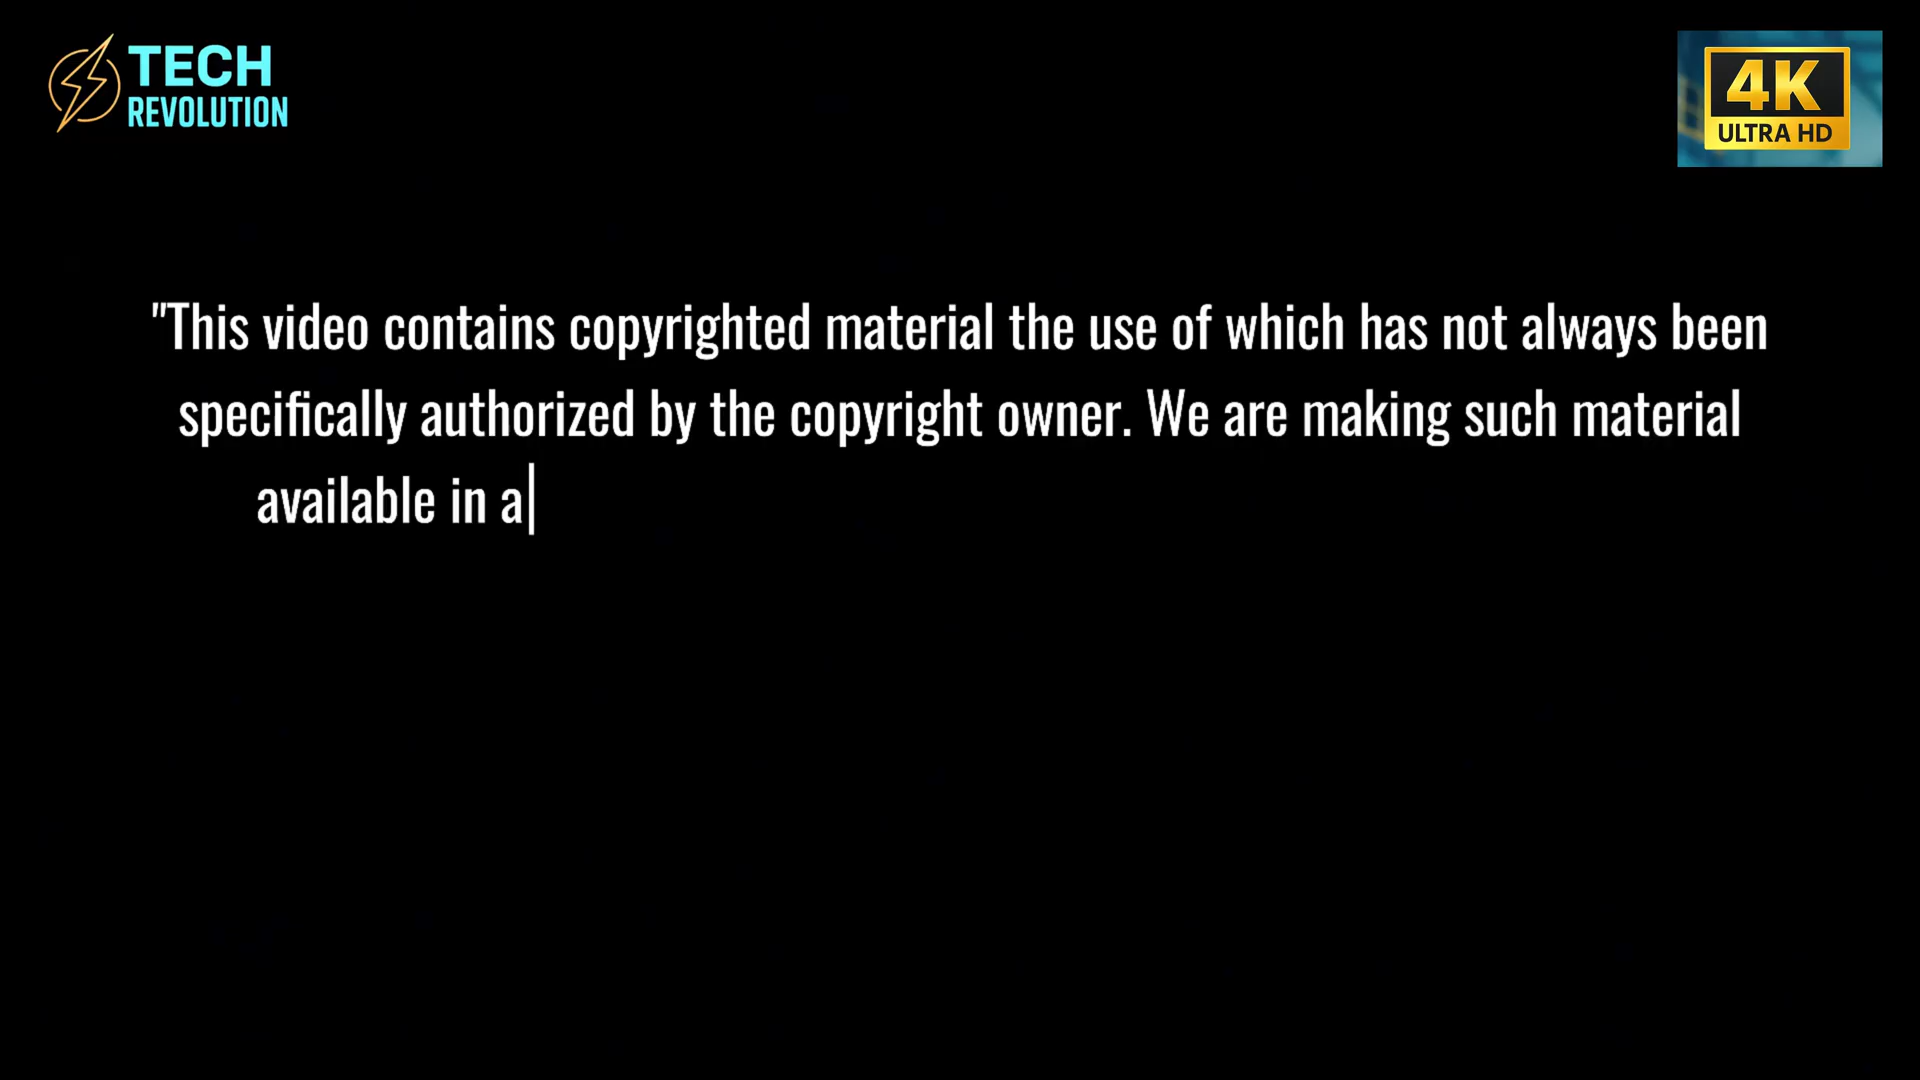 TECH
REVOLUTION
4K
ULTRA HD
"This video contains copyrighted material the use of which has not always been
specifically authorized by the copyright owner. We are making such material
available in a